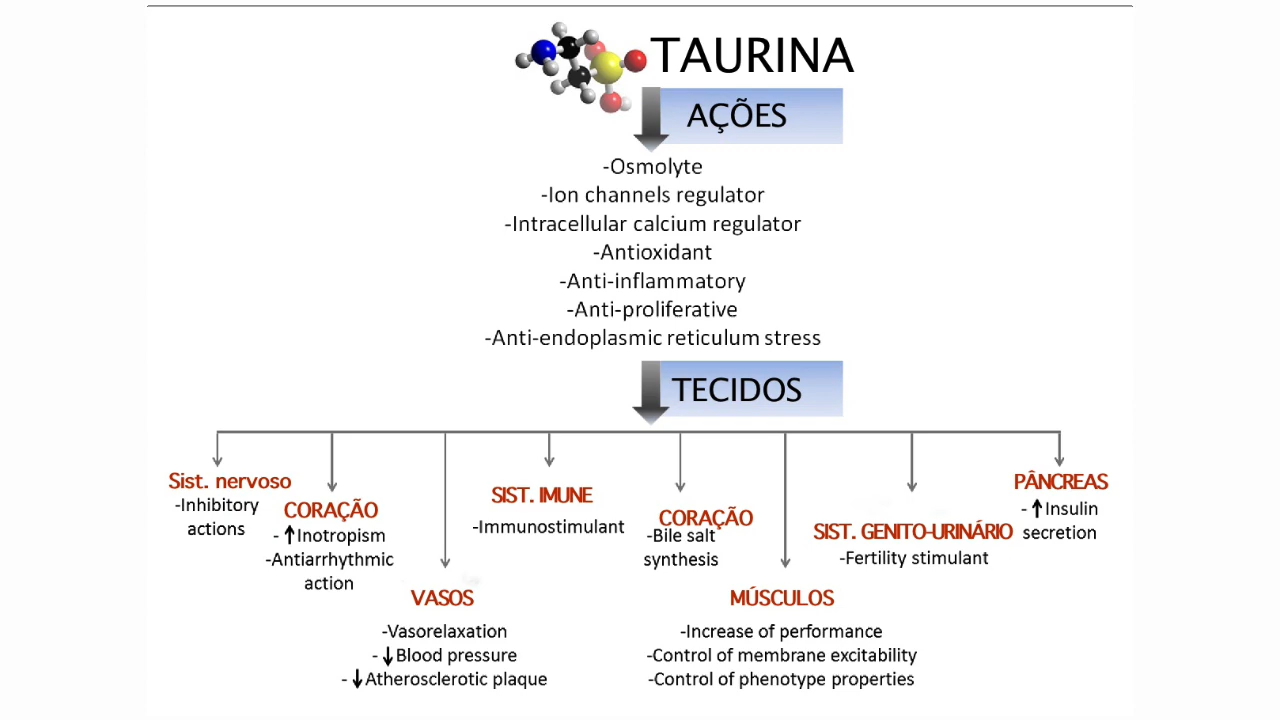 TAURINA
AÇÕES
-Osmolyte
-Ion channels regulator
-Intracellular calcium regulator
-Antioxidant
-Anti-inflammatory
-Anti-proliferative
-Anti-endoplasmic reticulum stress
TECIDOS
Sist. nervoso
-Inhibitory
actions
CORAÇÃO
- ↑Inotropism
-Antiarrhythmic
action
VASOS
-Vasorelaxation
- ↓Blood pressure
- ↓Atherosclerotic plaque
SIST. IMUNE
-Immunostimulant
CORAÇÃO
-Bile salt
synthesis
MÚSCULOS
-Increase of performance
-Control of membrane excitability
-Control of phenotype properties
SIST. GENITO-URINÁRIO
-Fertility stimulant
PÂNCREAS
- ↑Insulin
secretion